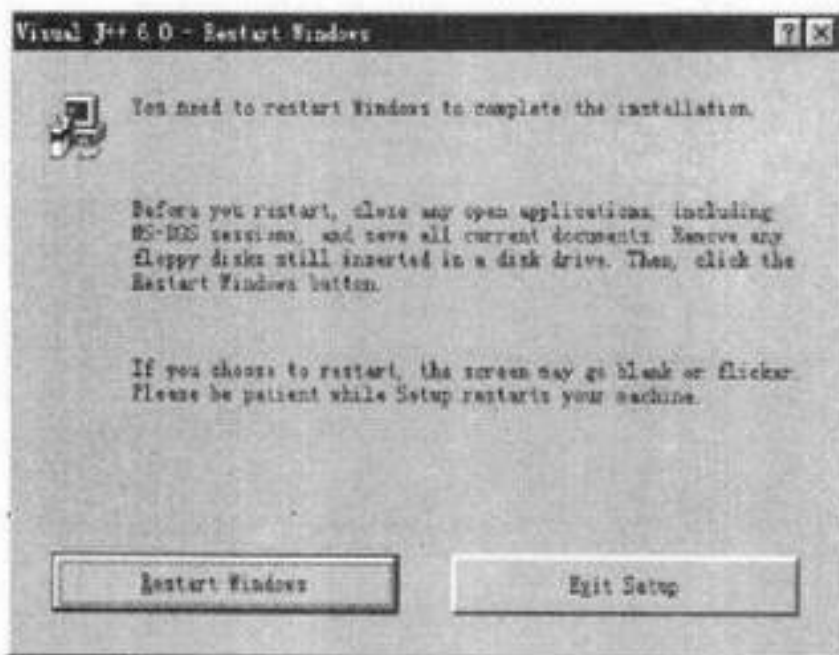 Visual J++ 6.0 - Restart Windows
You need to restart Windows to complete the installation.
Before you restart, close any open applications, including
MS-DOS sessions, and save all current documents. Remove any
floppy disks still inserted in a disk drive. Then, click the
Restart Windows button.
If you choose to restart, the screen may go blank or flicker.
Please be patient while Setup restarts your machine.
Restart Windows
Exit Setup